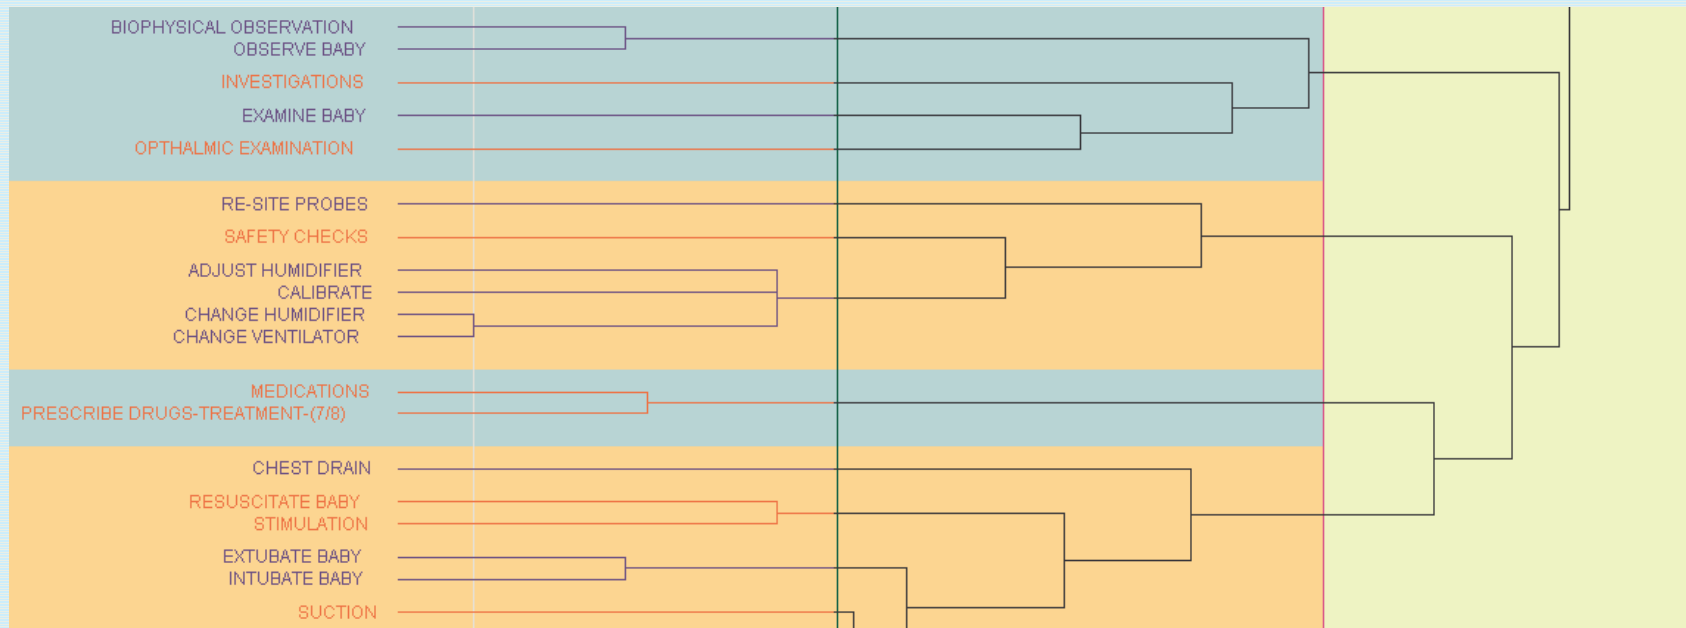 BIOPHYSICAL OBSERVATION
OBSERVE BABY
INVESTIGATIONS
EXAMINE BABY
OPTHALMIC EXAMINATION
RE-SITE PROBES
SAFETY CHECKS
ADJUST HUMIDIFIER
CALIBRATE
CHANGE HUMIDIFIER
CHANGE VENTILATOR
MEDICATIONS
PRESCRIBE DRUGS-TREATMENT-(7/8)
CHEST DRAIN
RESUSCITATE BABY
STIMULATION
EXTUBATE BABY
INTUBATE BABY
SUCTION